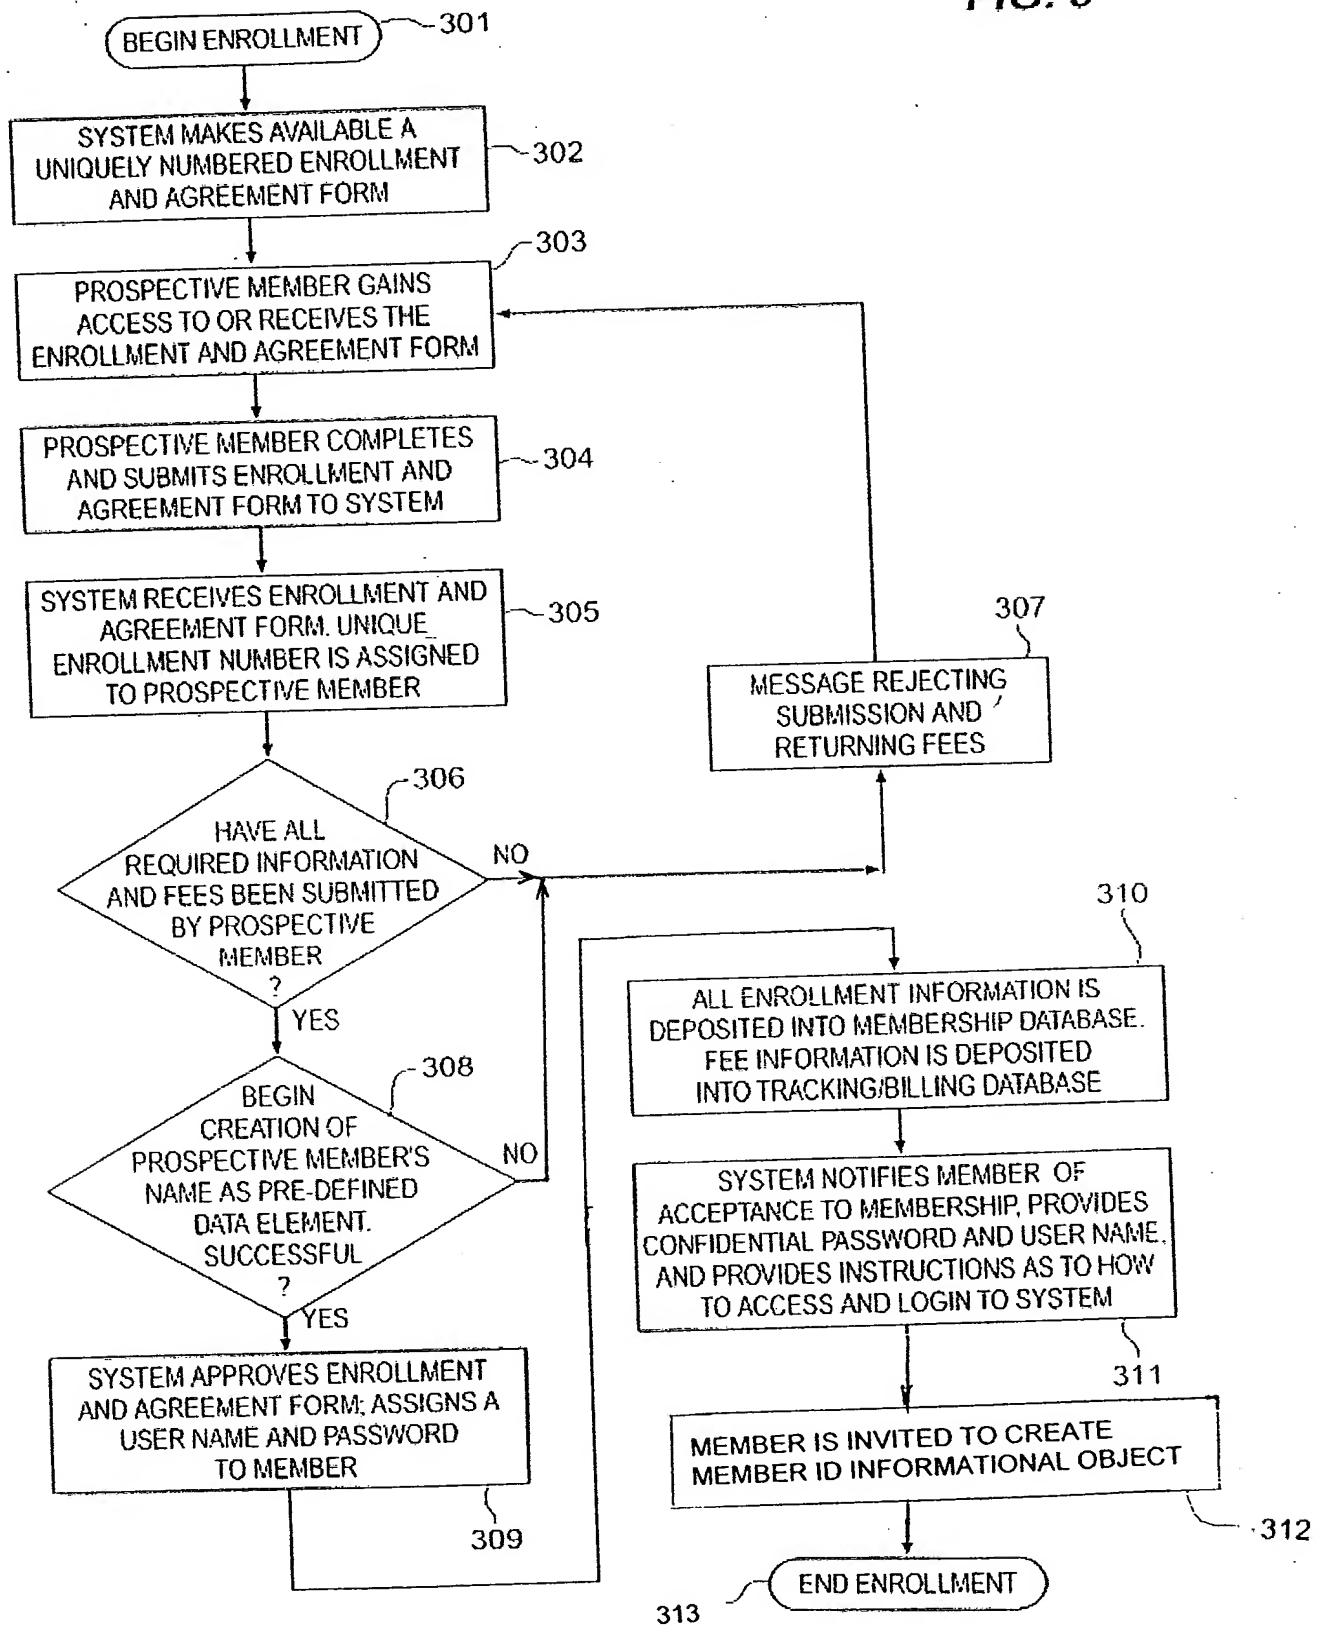 BEGIN ENROLLMENT
301
SYSTEM MAKES AVAILABLE A
UNIQUELY NUMBERED ENROLLMENT
AND AGREEMENT FORM
302
303
PROSPECTIVE MEMBER GAINS
ACCESS TO OR RECEIVES THE
ENROLLMENT AND AGREEMENT FORM
PROSPECTIVE MEMBER COMPLETES
AND SUBMITS ENROLLMENT AND
AGREEMENT FORM TO SYSTEM
304
SYSTEM RECEIVES ENROLLMENT AND
AGREEMENT FORM. UNIQUE
ENROLLMENT NUMBER IS ASSIGNED
TO PROSPECTIVE MEMBER
305
306
HAVE ALL
REQUIRED INFORMATION
AND FEES BEEN SUBMITTED
BY PROSPECTIVE
MEMBER
?
NO
YES
307
MESSAGE REJECTING
SUBMISSION AND
RETURNING FEES
308
BEGIN
CREATION OF
PROSPECTIVE MEMBER'S
NAME AS PRE-DEFINED
DATA ELEMENT.
SUCCESSFUL
?
NO
YES
SYSTEM APPROVES ENROLLMENT
AND AGREEMENT FORM; ASSIGNS A
USER NAME AND PASSWORD
TO MEMBER
309
310
ALL ENROLLMENT INFORMATION IS
DEPOSITED INTO MEMBERSHIP DATABASE.
FEE INFORMATION IS DEPOSITED
INTO TRACKING/BILLING DATABASE
SYSTEM NOTIFIES MEMBER OF
ACCEPTANCE TO MEMBERSHIP, PROVIDES
CONFIDENTIAL PASSWORD AND USER NAME,
AND PROVIDES INSTRUCTIONS AS TO HOW
TO ACCESS AND LOGIN TO SYSTEM
311
MEMBER IS INVITED TO CREATE
MEMBER ID INFORMATIONAL OBJECT
312
END ENROLLMENT
313